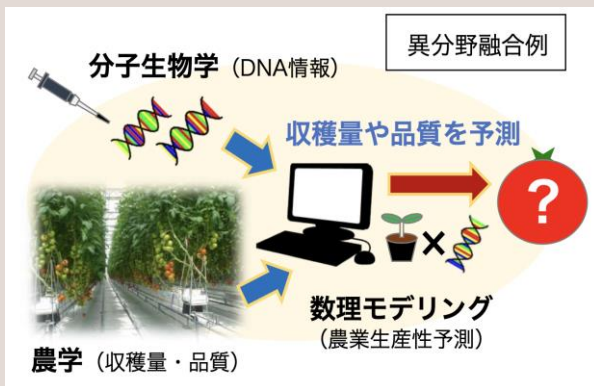 異分野融合例
分子生物学（DNA情報）
収穫量や品質を予測
?
数理モデリング
（農業生産性予測）
農学（収穫量・品質）